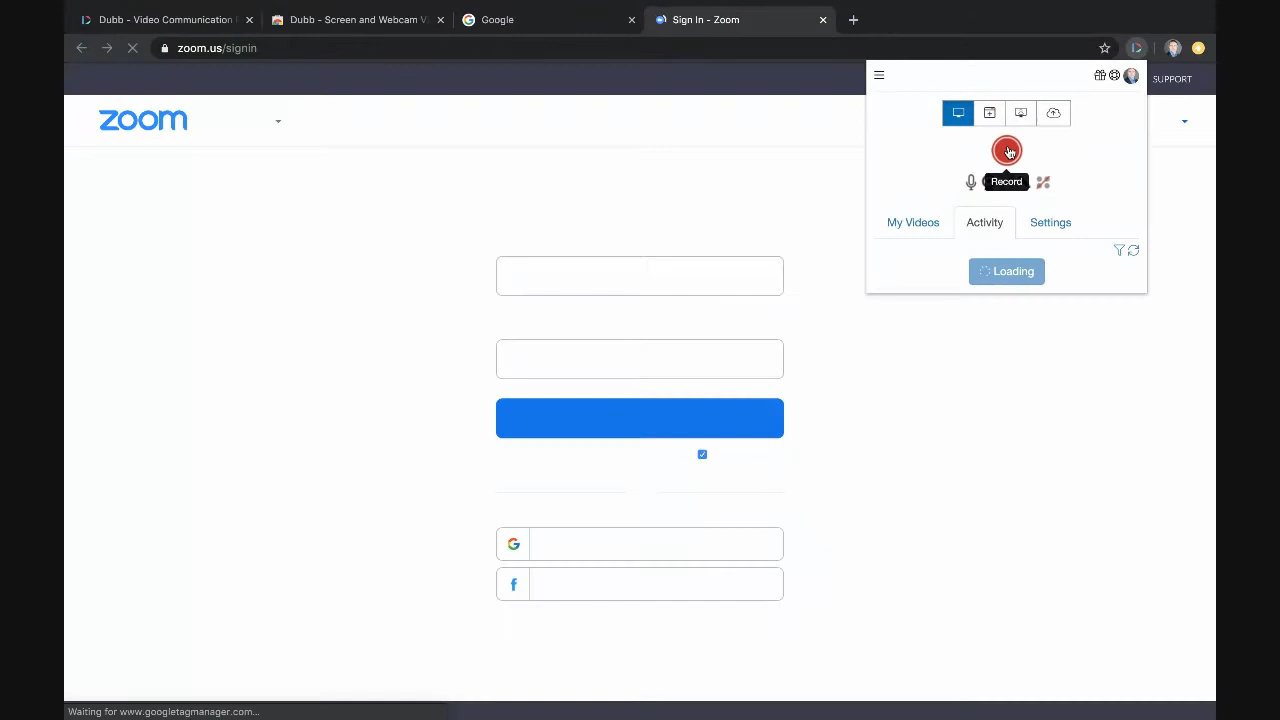 Dubb - Video Communication
Dubb - Screen and Webcam V
Google
Sign In - Zoom
zoom.us/signin
SUPPORT
zoom
Record
My Videos
Activity
Settings
Loading
Waiting for www.googletagmanager.com...